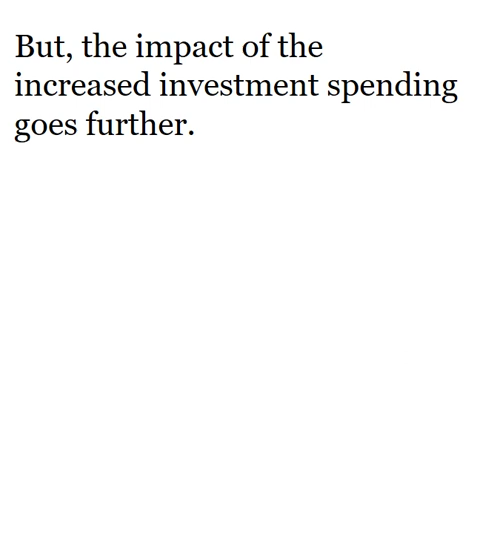 But, the impact of the
increased investment spending
goes further.